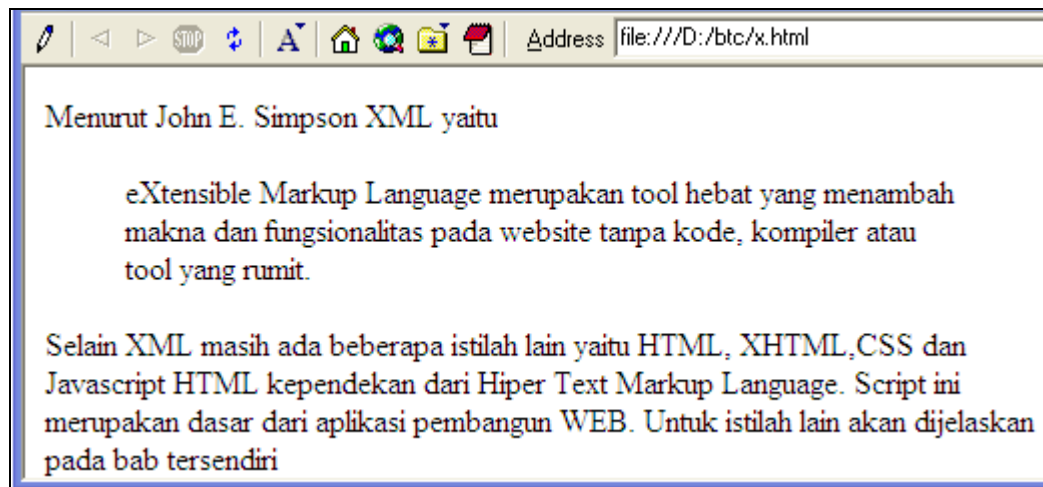 STOP A Address file:///D:/btc/x.html
Menurut John E. Simpson XML yaitu
eXtensible Markup Language merupakan tool hebat yang menambah
makna dan fungsionalitas pada website tanpa kode, kompiler atau
tool yang rumit.
Selain XML masih ada beberapa istilah lain yaitu HTML, XHTML,CSS dan
Javascript HTML kependekan dari Hiper Text Markup Language. Script ini
merupakan dasar dari aplikasi pembangun WEB. Untuk istilah lain akan dijelaskan
pada bab tersendiri